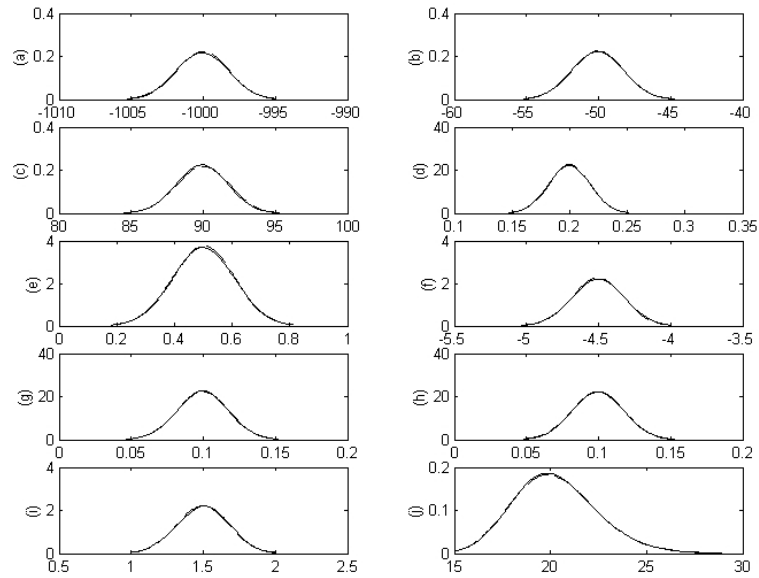 0.4 0.2 0 (a) -1010 -1005 -1000 -995 -990
0.4 0.2 0 (b) -60 -55 -50 -45 -40
0.4 0.2 0 (c) 80 85 90 95 100
40 20 0 (d) 0.1 0.15 0.2 0.25 0.3 0.35
4 2 0 (e) 0 0.2 0.4 0.6 0.8 1
4 2 0 (f) -5.5 -5 -4.5 -4 -3.5
40 20 0 (g) 0 0.05 0.1 0.15 0.2
40 20 0 (h) 0 0.05 0.1 0.15 0.2
4 2 0 (i) 0.5 1 1.5 2 2.5
0.2 0.1 0 (j) 15 20 25 30